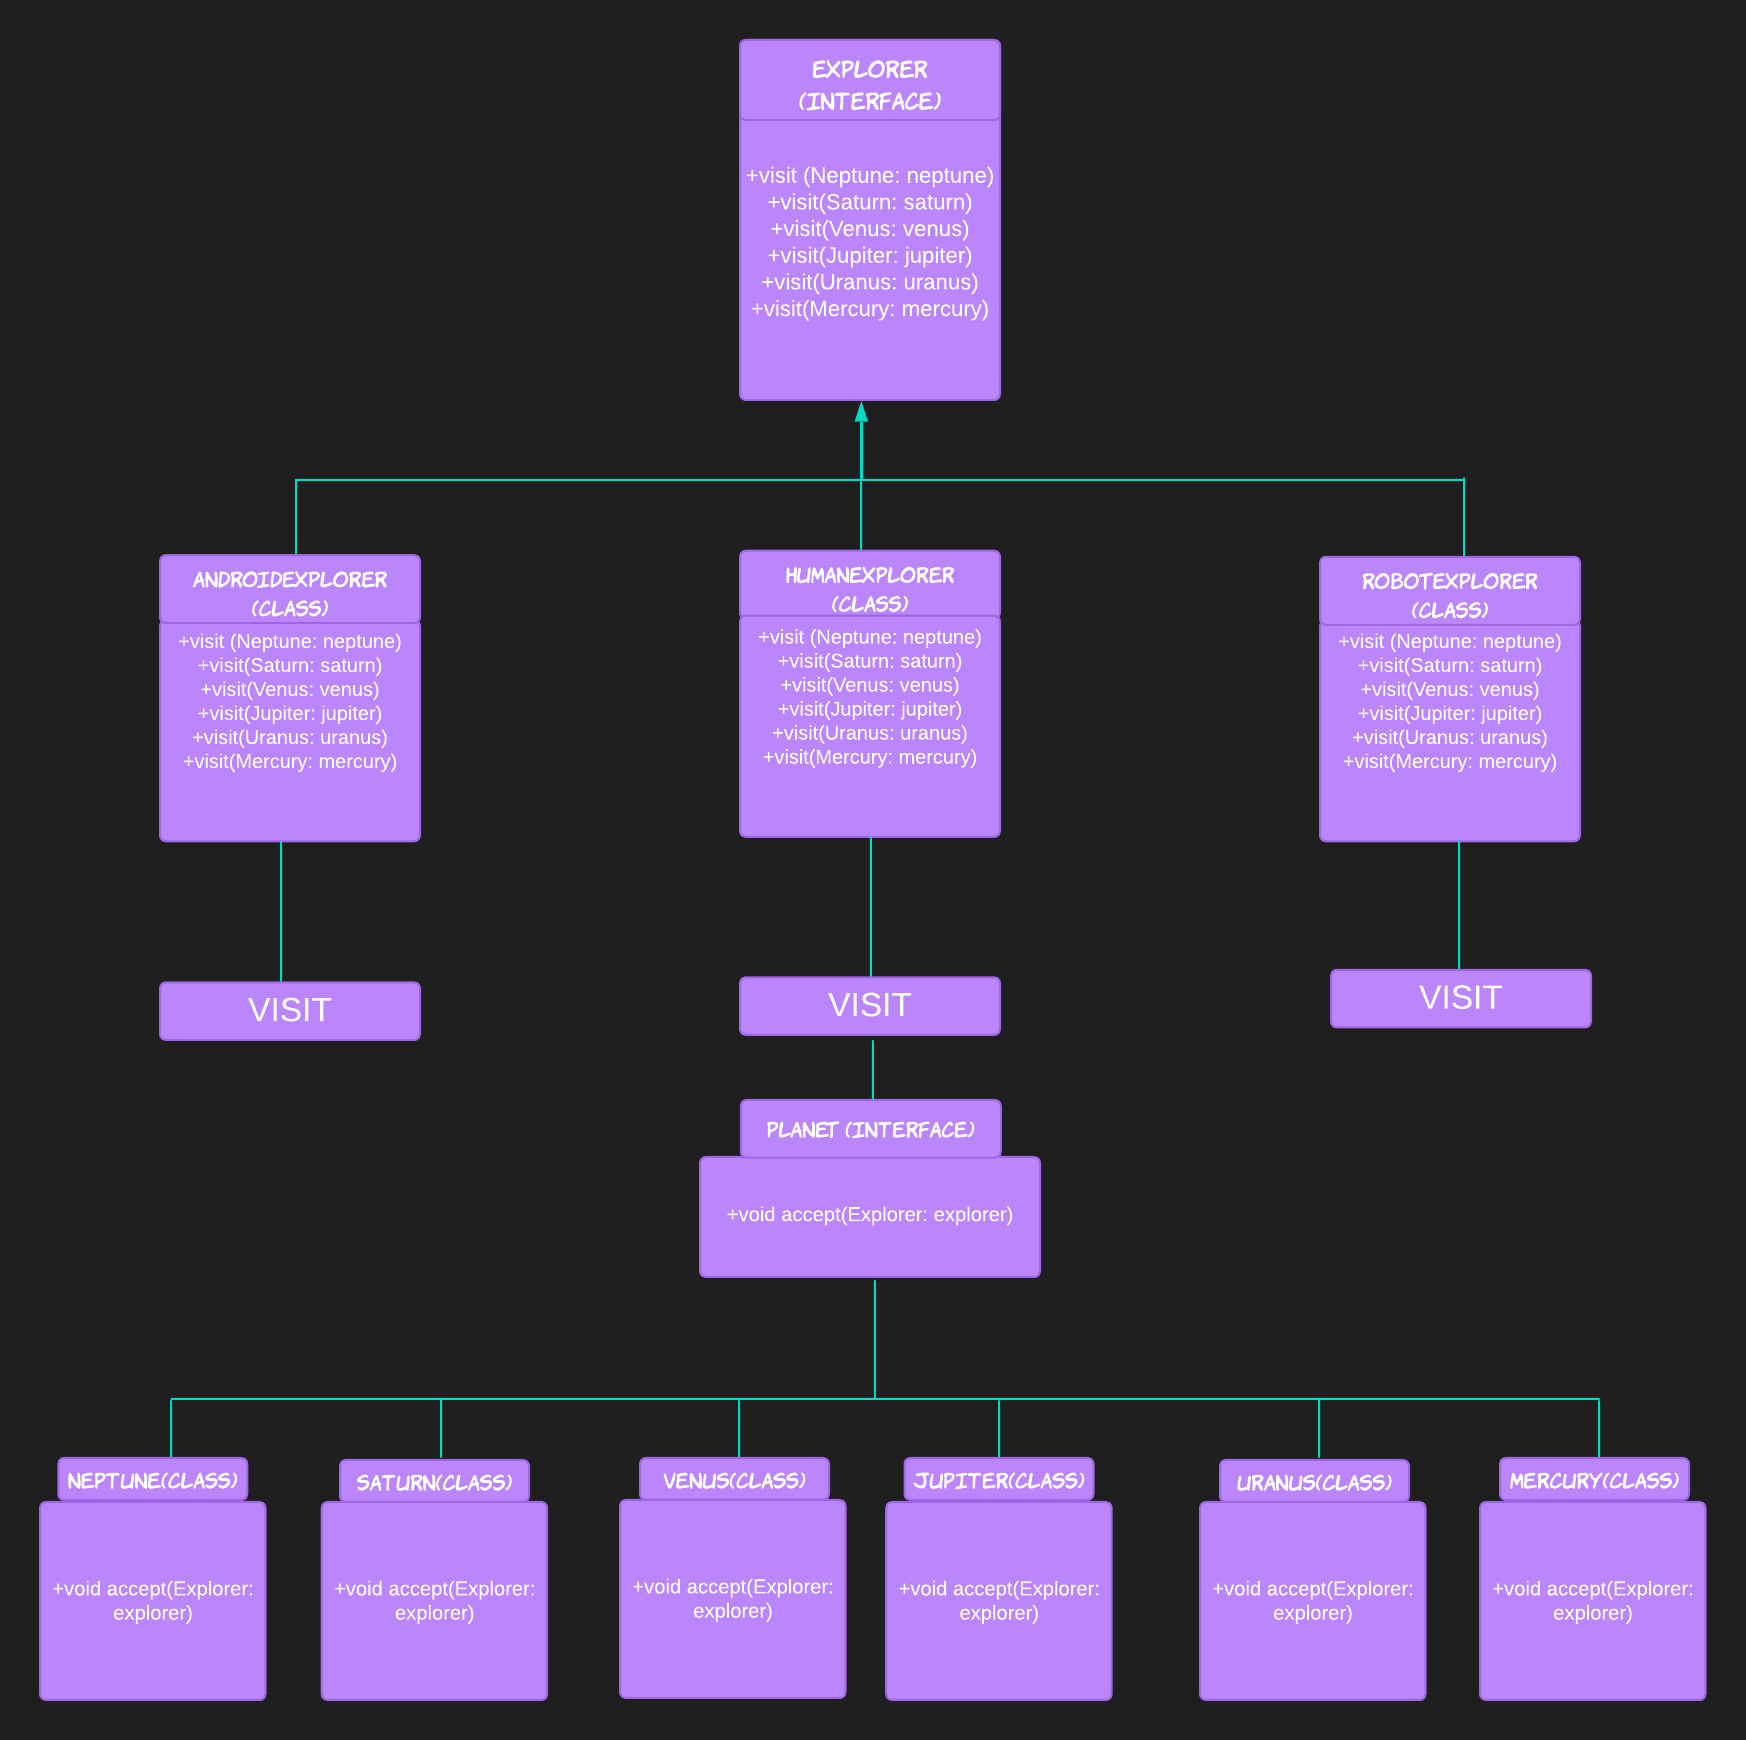 EXPLORER
(INTERFACE)
+visit (Neptune: neptune)
+visit(Saturn: saturn)
+visit(Venus: venus)
+visit(Jupiter: jupiter)
+visit(Uranus: uranus)
+visit(Mercury: mercury)
ANDROIDEXPLORER
(CLASS)
+visit (Neptune: neptune)
+visit(Saturn: saturn)
+visit(Venus: venus)
+visit(Jupiter: jupiter)
+visit(Uranus: uranus)
+visit(Mercury: mercury)
HUMANEXPLORER
(CLASS)
+visit (Neptune: neptune)
+visit(Saturn: saturn)
+visit(Venus: venus)
+visit(Jupiter: jupiter)
+visit(Uranus: uranus)
+visit(Mercury: mercury)
ROBOTEXPLORER
(CLASS)
+visit (Neptune: neptune)
+visit(Saturn: saturn)
+visit(Venus: venus)
+visit(Jupiter: jupiter)
+visit(Uranus: uranus)
+visit(Mercury: mercury)
VISIT
VISIT
VISIT
PLANET (INTERFACE)
+void accept(Explorer: explorer)
NEPTUNE(CLASS)
+void accept(Explorer:
explorer)
SATURN(CLASS)
+void accept(Explorer:
explorer)
VENUS(CLASS)
+void accept(Explorer:
explorer)
JUPITER(CLASS)
+void accept(Explorer:
explorer)
URANUS(CLASS)
+void accept(Explorer:
explorer)
MERCURY(CLASS)
+void accept(Explorer:
explorer)